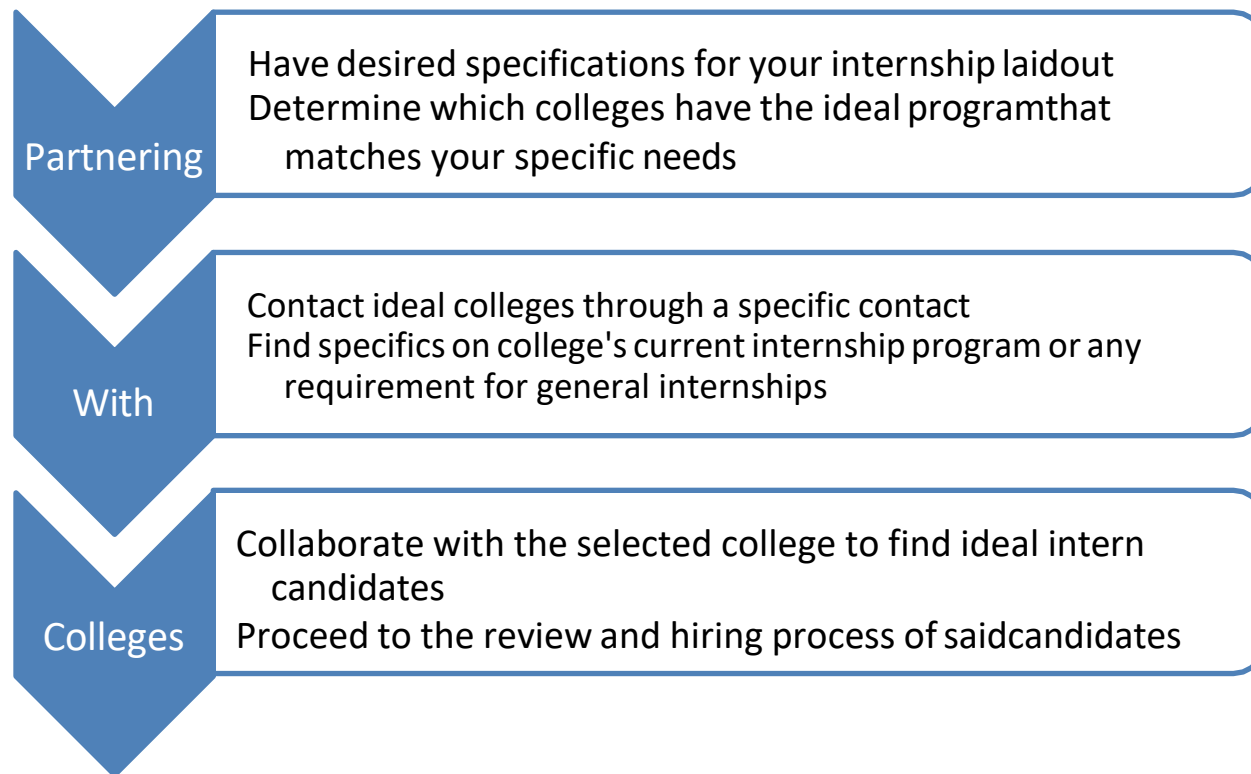 Have desired specifications for your internship laidout
Determine which colleges have the ideal programthat
matches your specific needs
Partnering
Contact ideal colleges through a specific contact
Find specifics on college's current internship program or any
requirement for general internships
With
Collaborate with the selected college to find ideal intern
candidates
Proceed to the review and hiring process of saidcandidates
Colleges